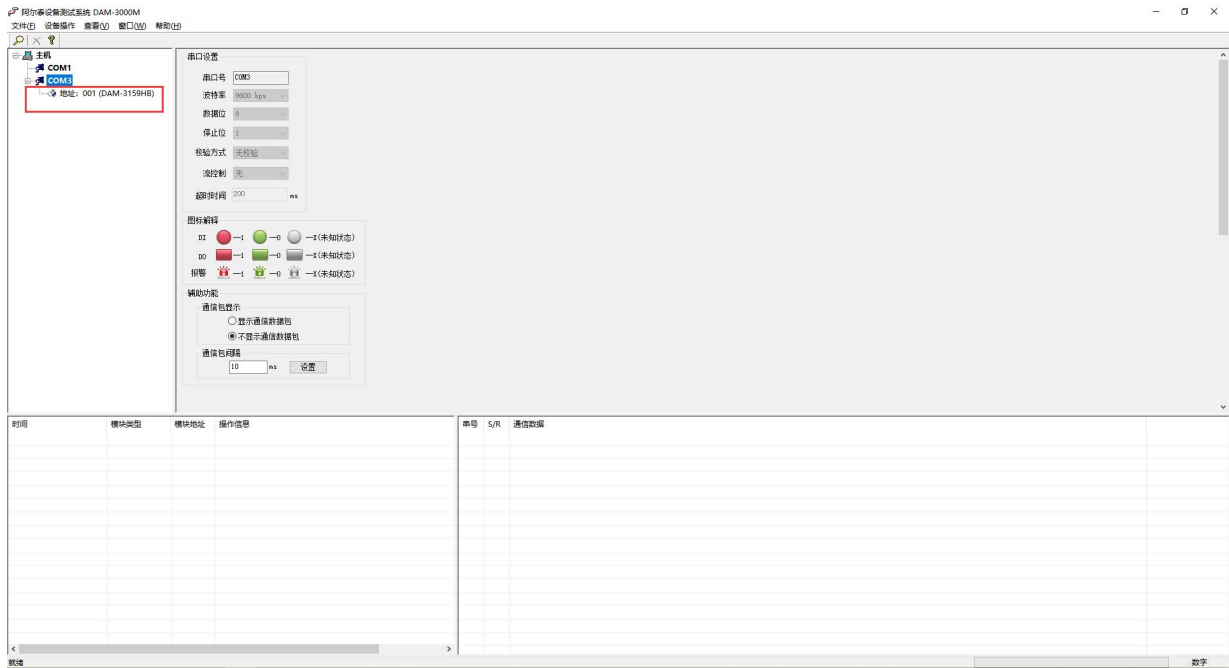 阿尔泰设备测试系统 DAM-3000M
文件(F) 设备操作 查看(V) 窗口(W) 帮助(H)
主机
COM1
COM3
地址：001 (DAM-3159HB)
串口设置
串口号 COM3
波特率 9600 bps
数据位 8
停止位 1
校验方式 无校验
流控制 无
超时时间 200 ms
图标解释
DI —1 —0 —X(未知状态)
DO —1 —0 —X(未知状态)
报警 —1 —0 —X(未知状态)
辅助功能
通信包显示
显示通信数据包
不显示通信数据包
通信包间隔
10 ms 设置
时间 模块类型 模块地址 操作信息
串号 S/R 通信数据
就绪 数字